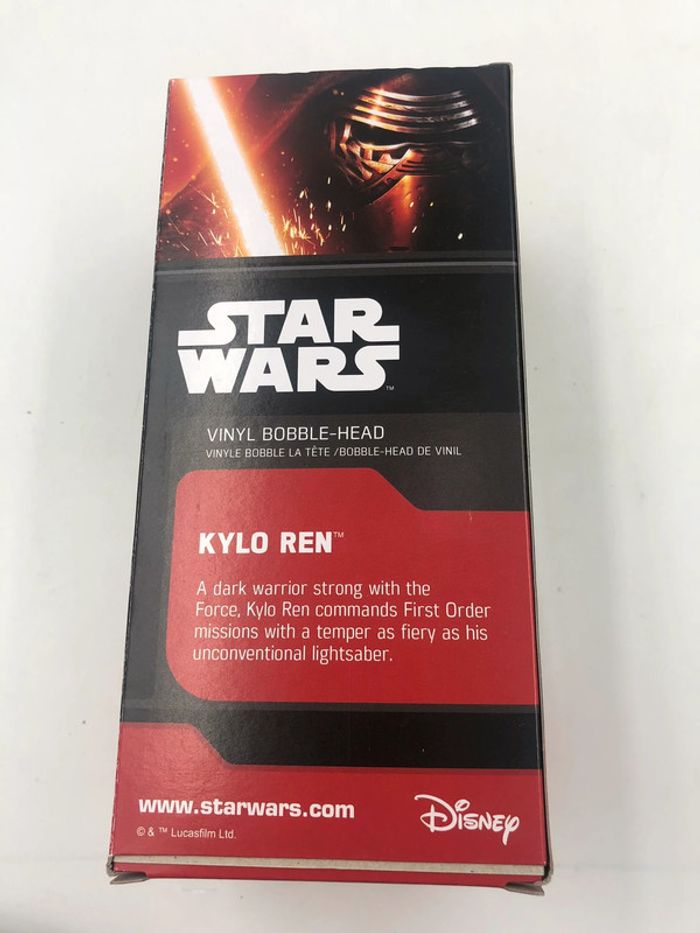 STAR
WARS™
VINYL BOBBLE-HEAD
VINYLE BOBBLE LA TÊTE /BOBBLE-HEAD DE VINIL
KYLO REN™
A dark warrior strong with the
Force, Kylo Ren commands First Order
missions with a temper as fiery as his
unconventional lightsaber.
www.starwars.com
© & ™ Lucasfilm Ltd.
Disney